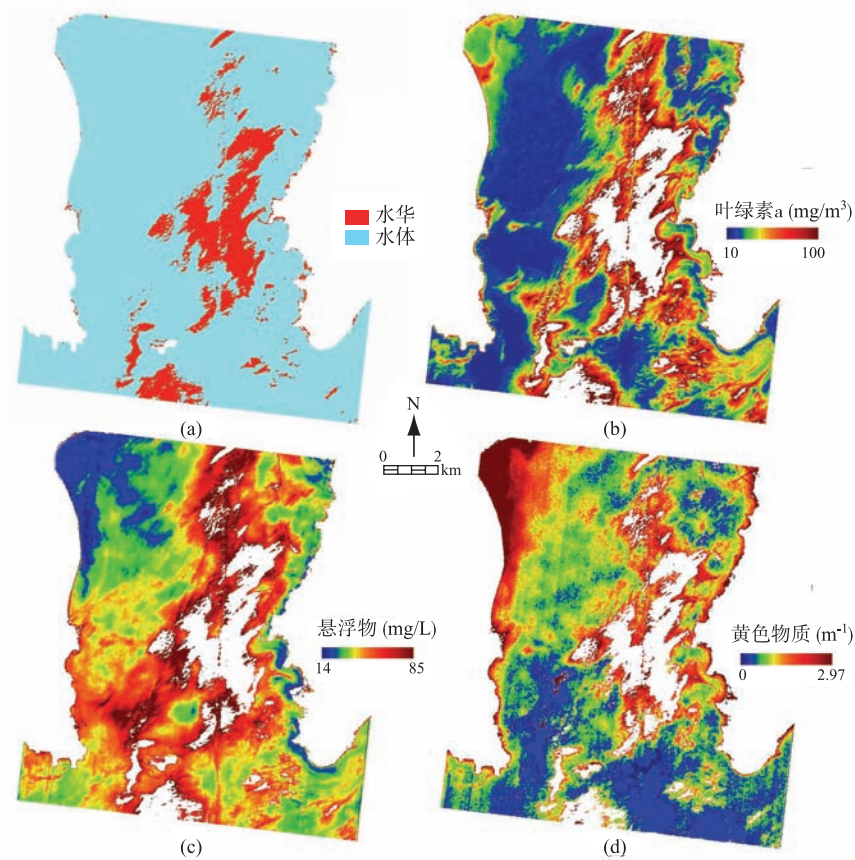 水华
水体
(a)
叶绿素a (mg/m³)
10 100
(b)
N
0 2
km
悬浮物 (mg/L)
14 85
(c)
黄色物质 (m⁻¹)
0 2.97
(d)